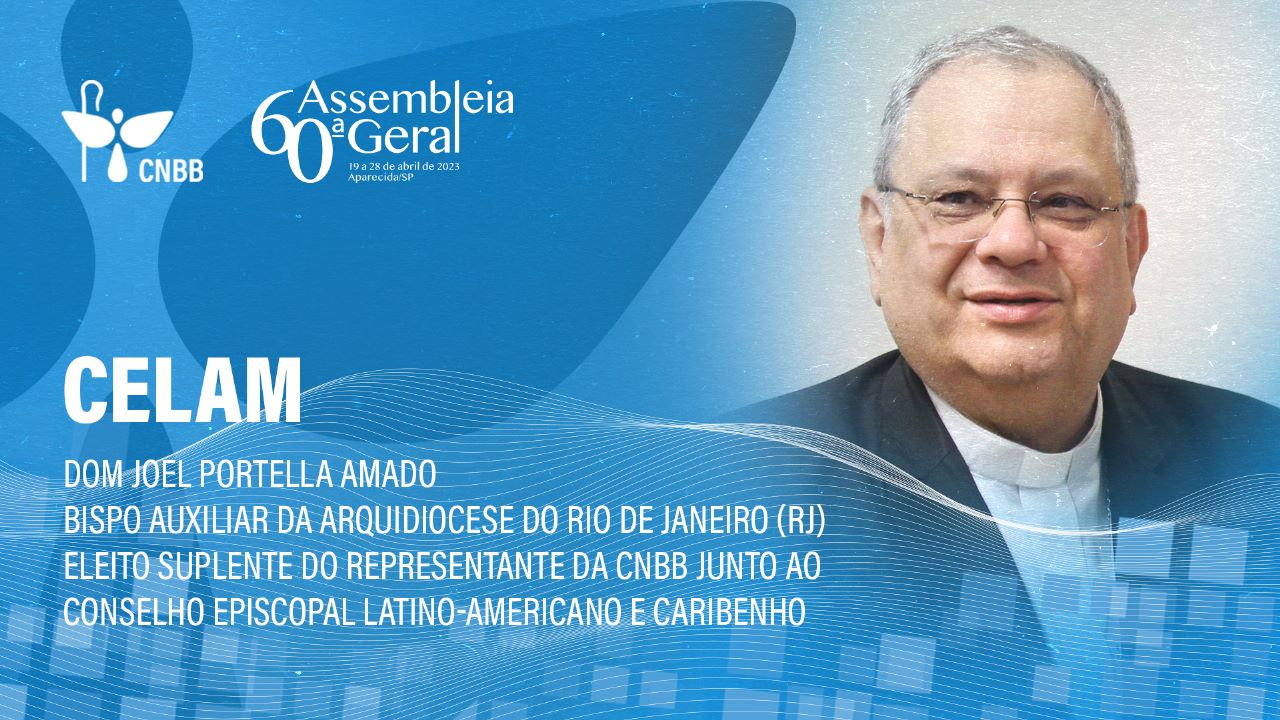 CNBB
60ª Assembleia Geral
19 a 28 de abril de 2023
Aparecida/SP
CELAM
DOM JOEL PORTELLA AMADO
BISPO AUXILIAR DA ARQUIDIOCESE DO RIO DE JANEIRO (RJ)
ELEITO SUPLENTE DO REPRESENTANTE DA CNBB JUNTO AO
CONSELHO EPISCOPAL LATINO-AMERICANO E CARIBENHO